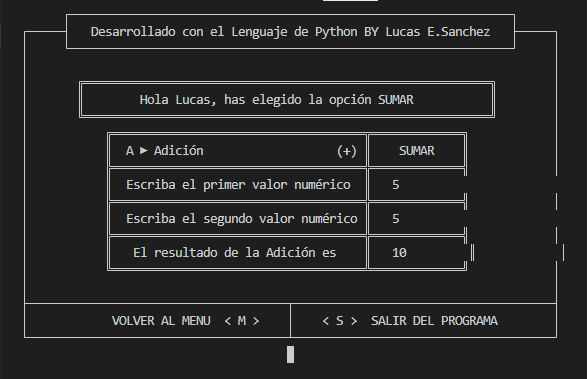 Desarrollado con el Lenguaje de Python BY Lucas E.Sanchez
Hola Lucas, has elegido la opción SUMAR
A ► Adición (+) SUMAR
Escriba el primer valor numérico 5
Escriba el segundo valor numérico 5
El resultado de la Adición es 10
VOLVER AL MENU < M > < S > SALIR DEL PROGRAMA